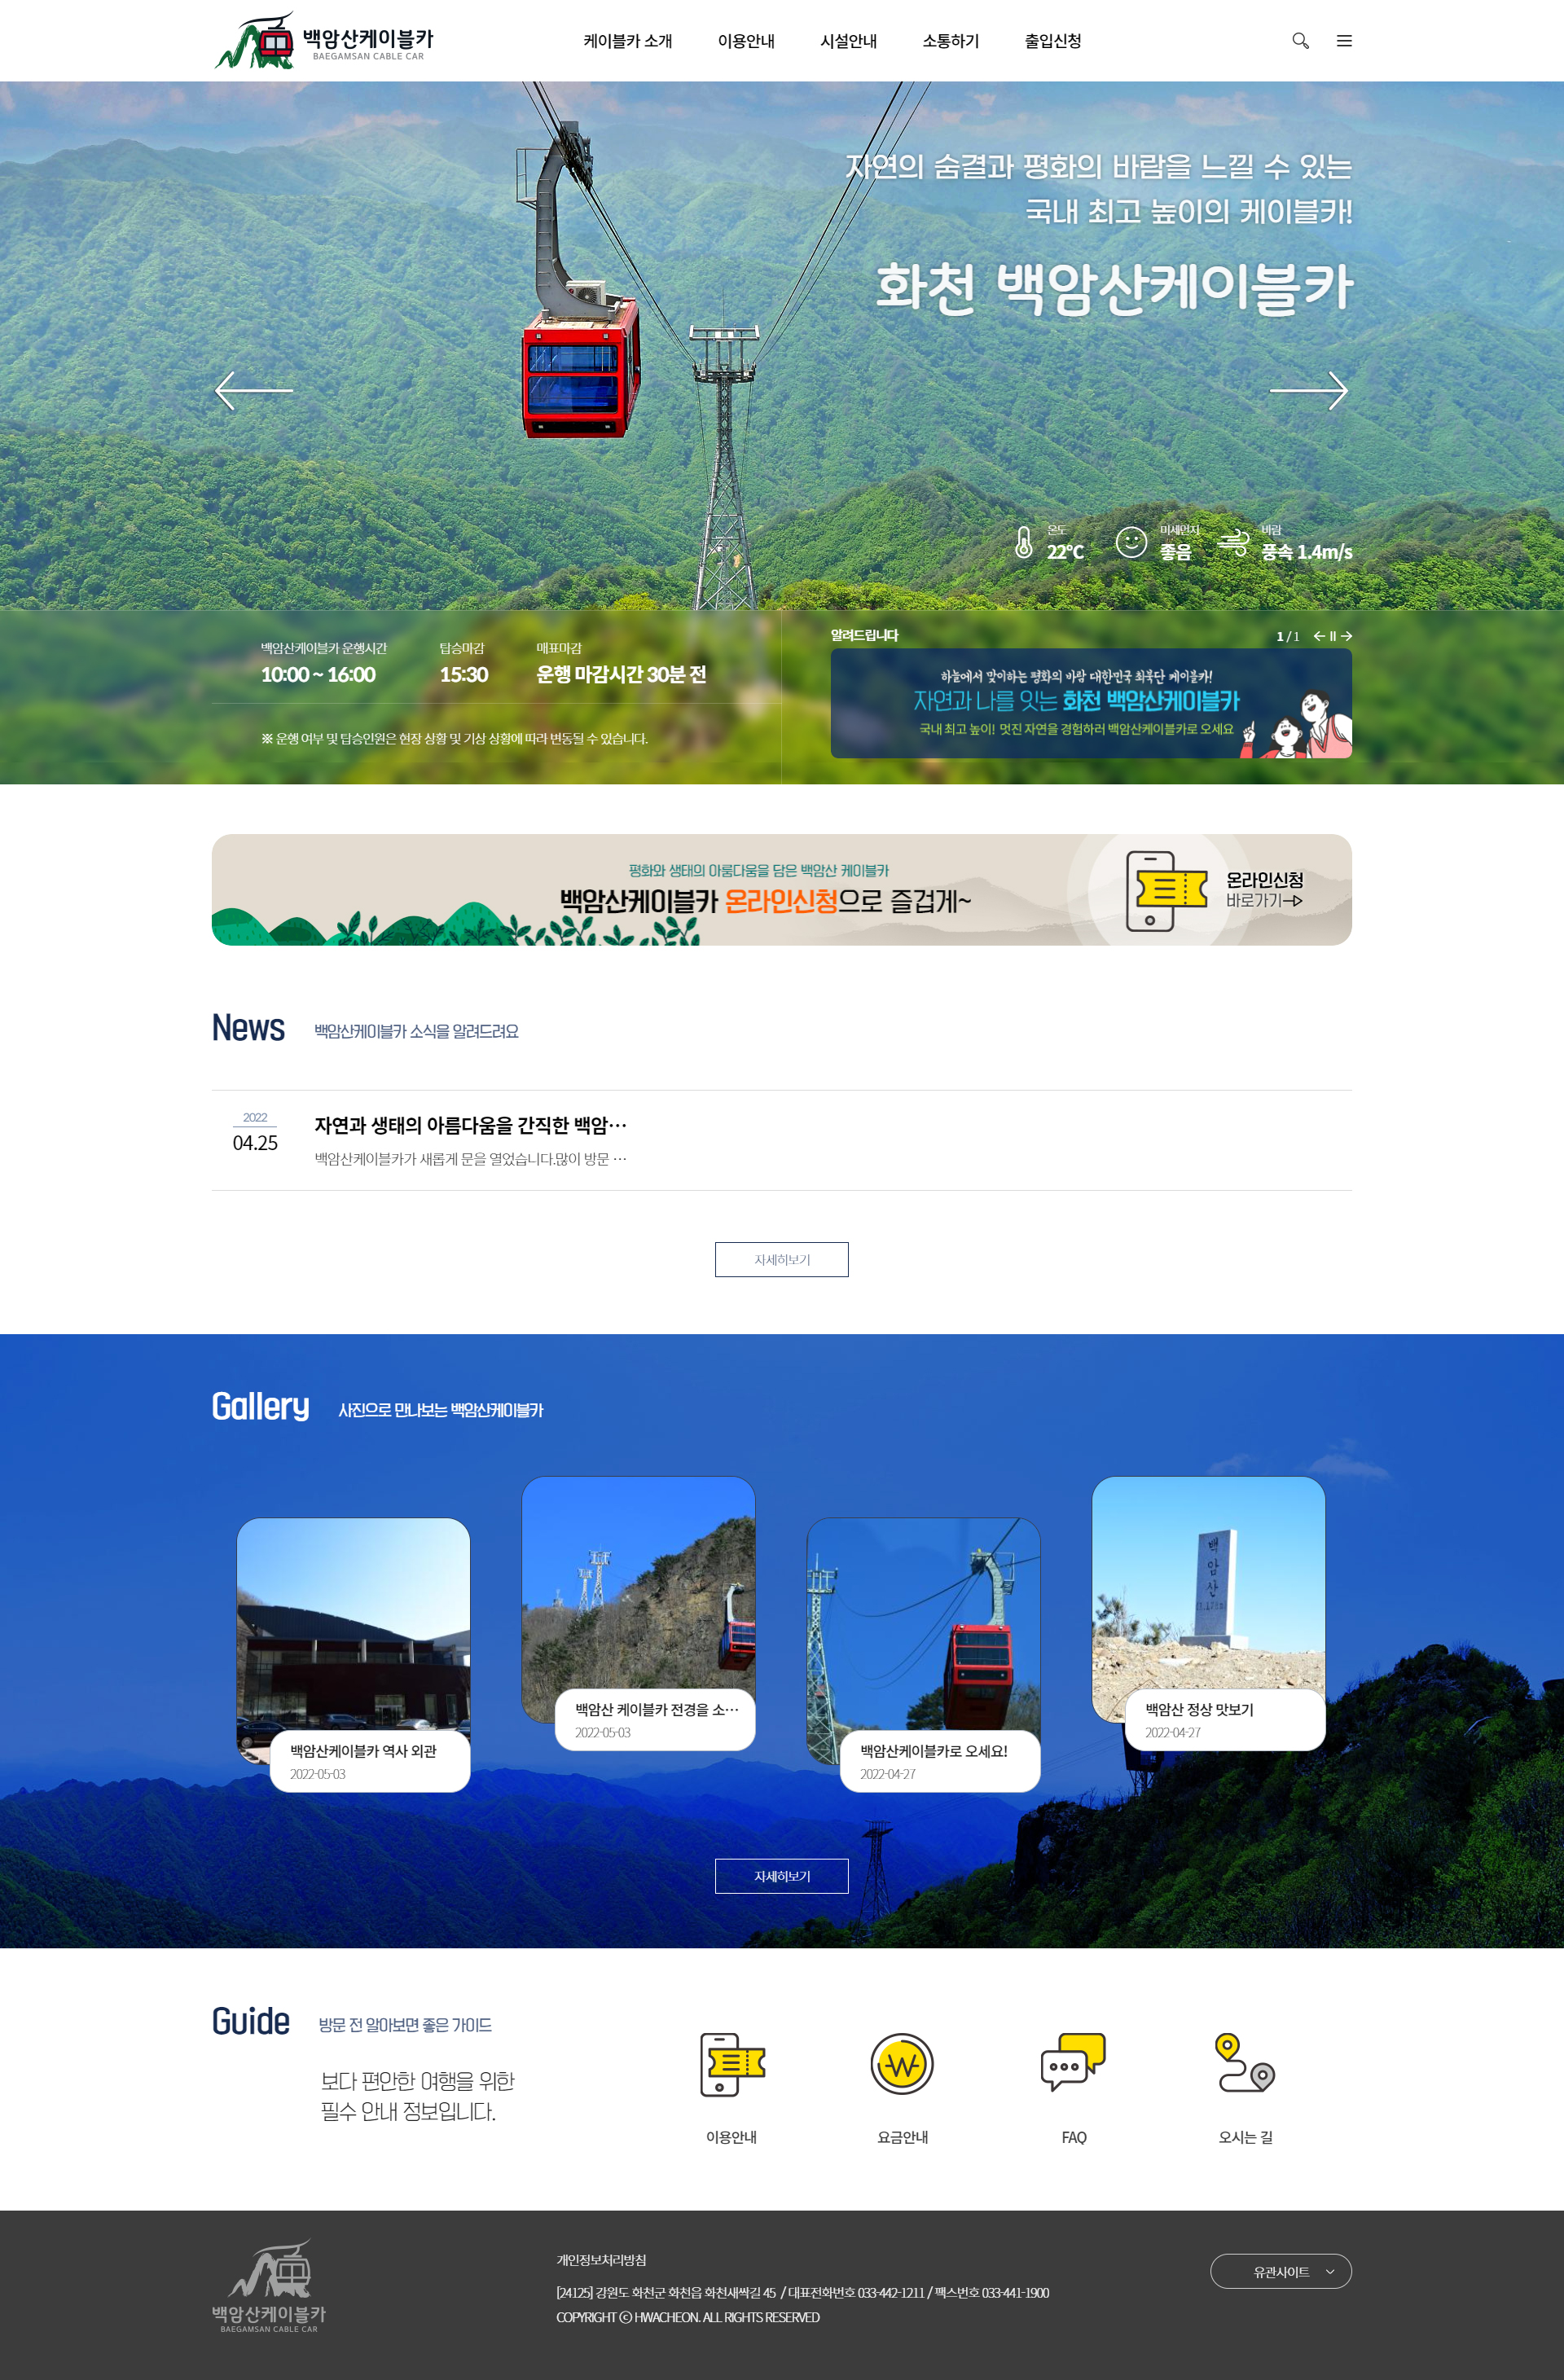 백암산케이블카
BAEGAMSAN CABLE CAR
케이블카 소개
이용안내
시설안내
소통하기
출입신청
자연의 숨결과 평화의 바람을 느낄 수 있는
국내 최고 높이의 케이블카!
화천 백암산케이블카
온도
22℃
미세먼지
좋음
바람
풍속 1.4m/s
백암산케이블카 운행시간
10:00 ~ 16:00
탑승마감
15:30
매표마감
운행 마감시간 30분 전
※ 운행 여부 및 탑승인원은 현장 상황 및 기상 상황에 따라 변동될 수 있습니다.
알려드립니다
1 / 1
하늘에서 맞이하는 평화의 바람 대한민국 최북단 케이블카!
자연과 나를 잇는 화천 백암산케이블카
국내 최고 높이! 멋진 자연을 경험하러 백암산케이블카로 오세요
평화와 생태의 아룸다움을 담은 백암산 케이블카
백암산케이블카 온라인신청으로 즐겁게~
온라인신청
바로가기
News
백암산케이블카 소식을 알려드려요
2022
04.25
자연과 생태의 아름다움을 간직한 백암…
백암산케이블카가 새롭게 문을 열었습니다.많이 방문 …
자세히보기
Gallery
사진으로 만나보는 백암산케이블카
백암산
백암산케이블카 역사 외관
2022-05-03
백암산 케이블카 전경을 소…
2022-05-03
백암산케이블카로 오세요!
2022-04-27
백암산 정상 맛보기
2022-04-27
자세히보기
Guide
방문 전 알아보면 좋은 가이드
보다 편안한 여행을 위한
필수 안내 정보입니다.
이용안내
요금안내
FAQ
오시는 길
백암산케이블카
BAEGAMSAN CABLE CAR
개인정보처리방침
[24125] 강원도 화천군 화천읍 화천새싹길 45 / 대표전화번호 033-442-1211 / 팩스번호 033-441-1900
COPYRIGHT ⓒ HWACHEON. ALL RIGHTS RESERVED
유관사이트